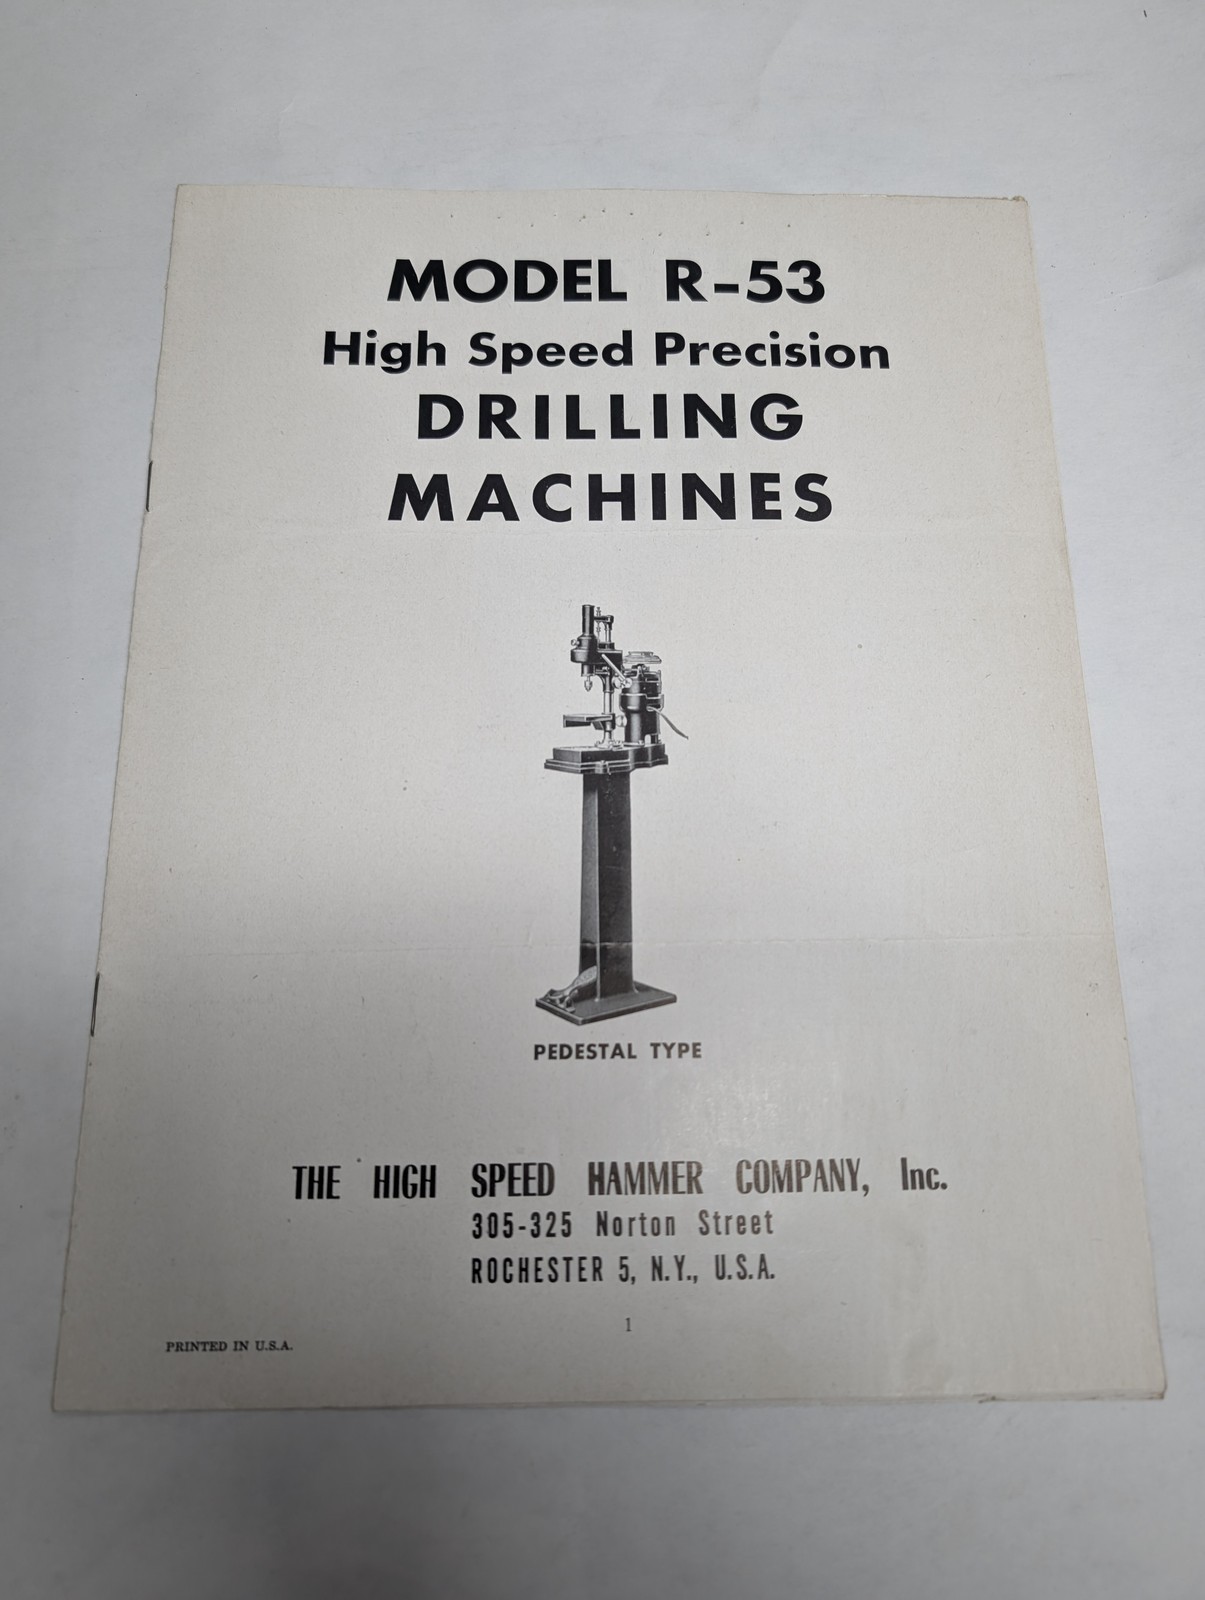 MODEL R-53
High Speed Precision
DRILLING
MACHINES
PEDESTAL TYPE
THE HIGH SPEED HAMMER COMPANY, Inc.
305-325 Norton Street
ROCHESTER 5, N.Y., U.S.A.
1
PRINTED IN U.S.A.